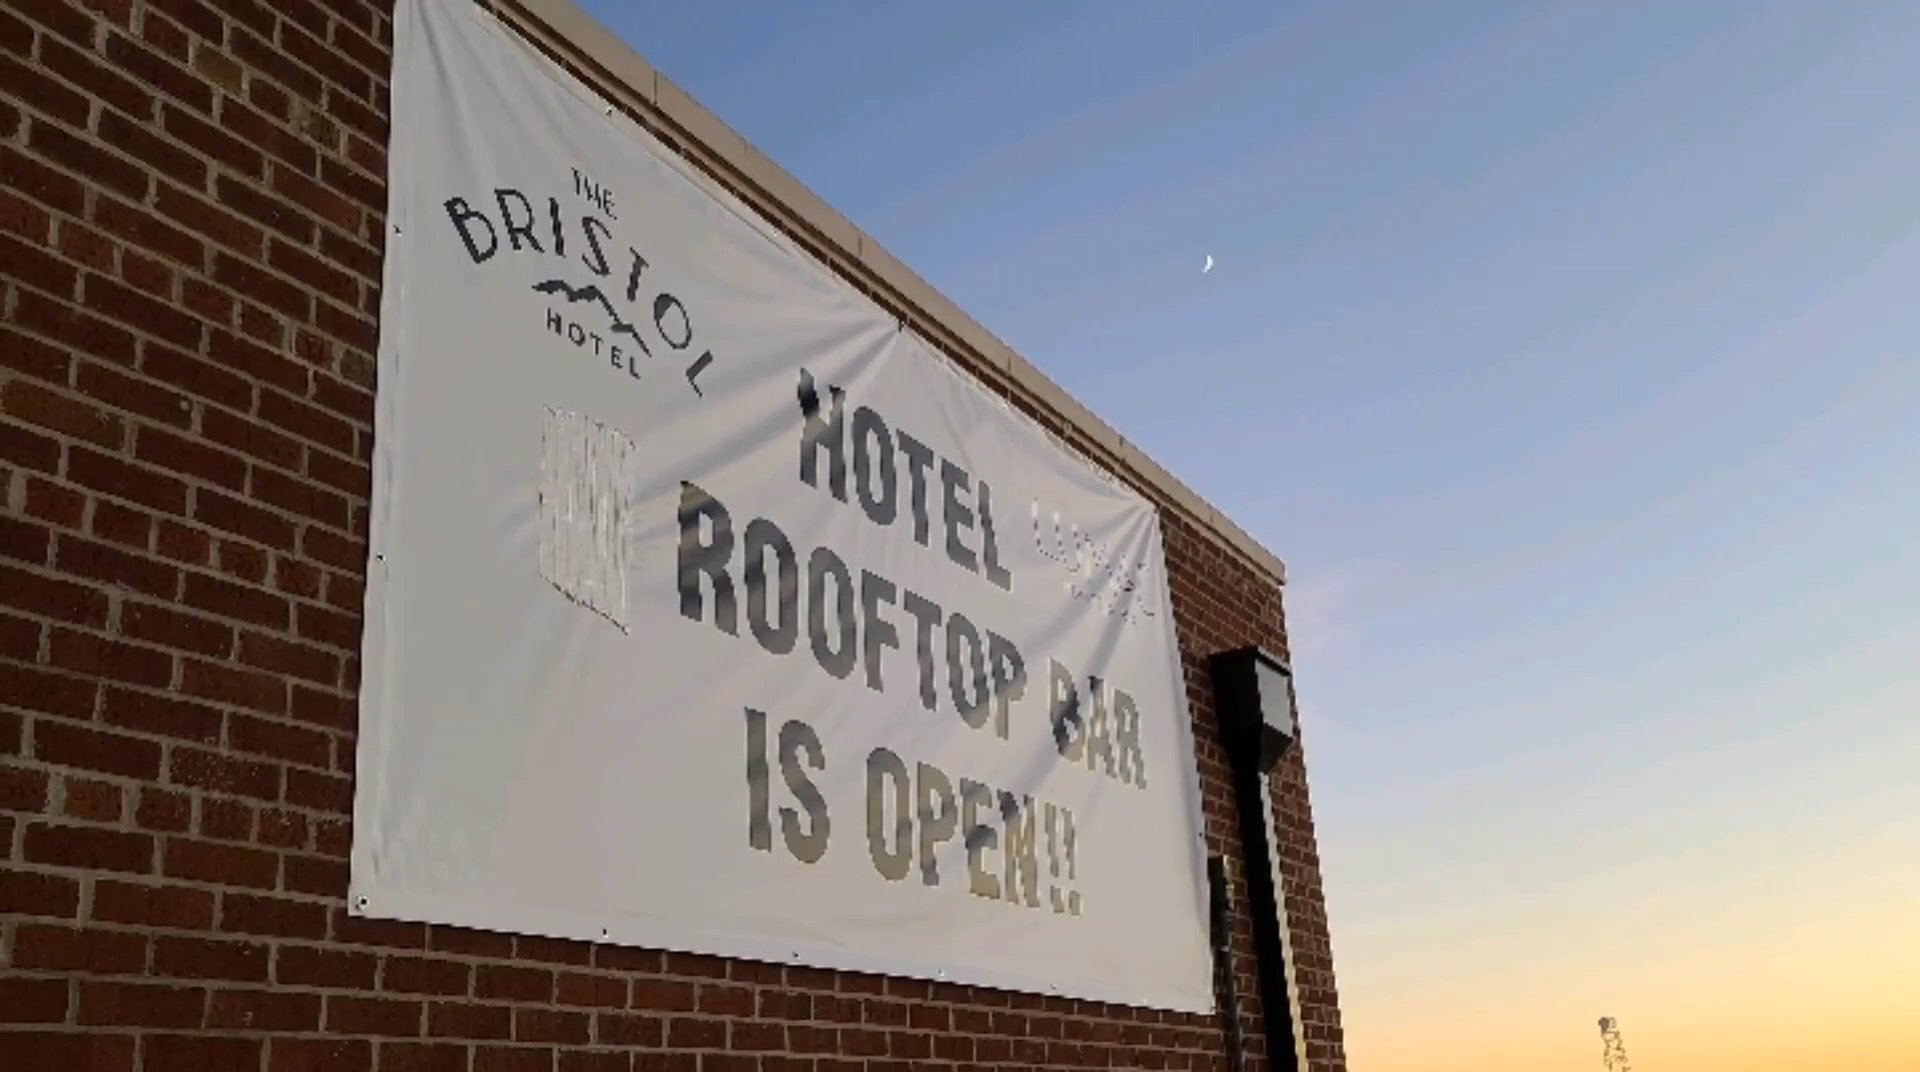 THE
BRISTOL
HOTEL
HOTEL
ROOFTOP BAR
IS OPEN!!